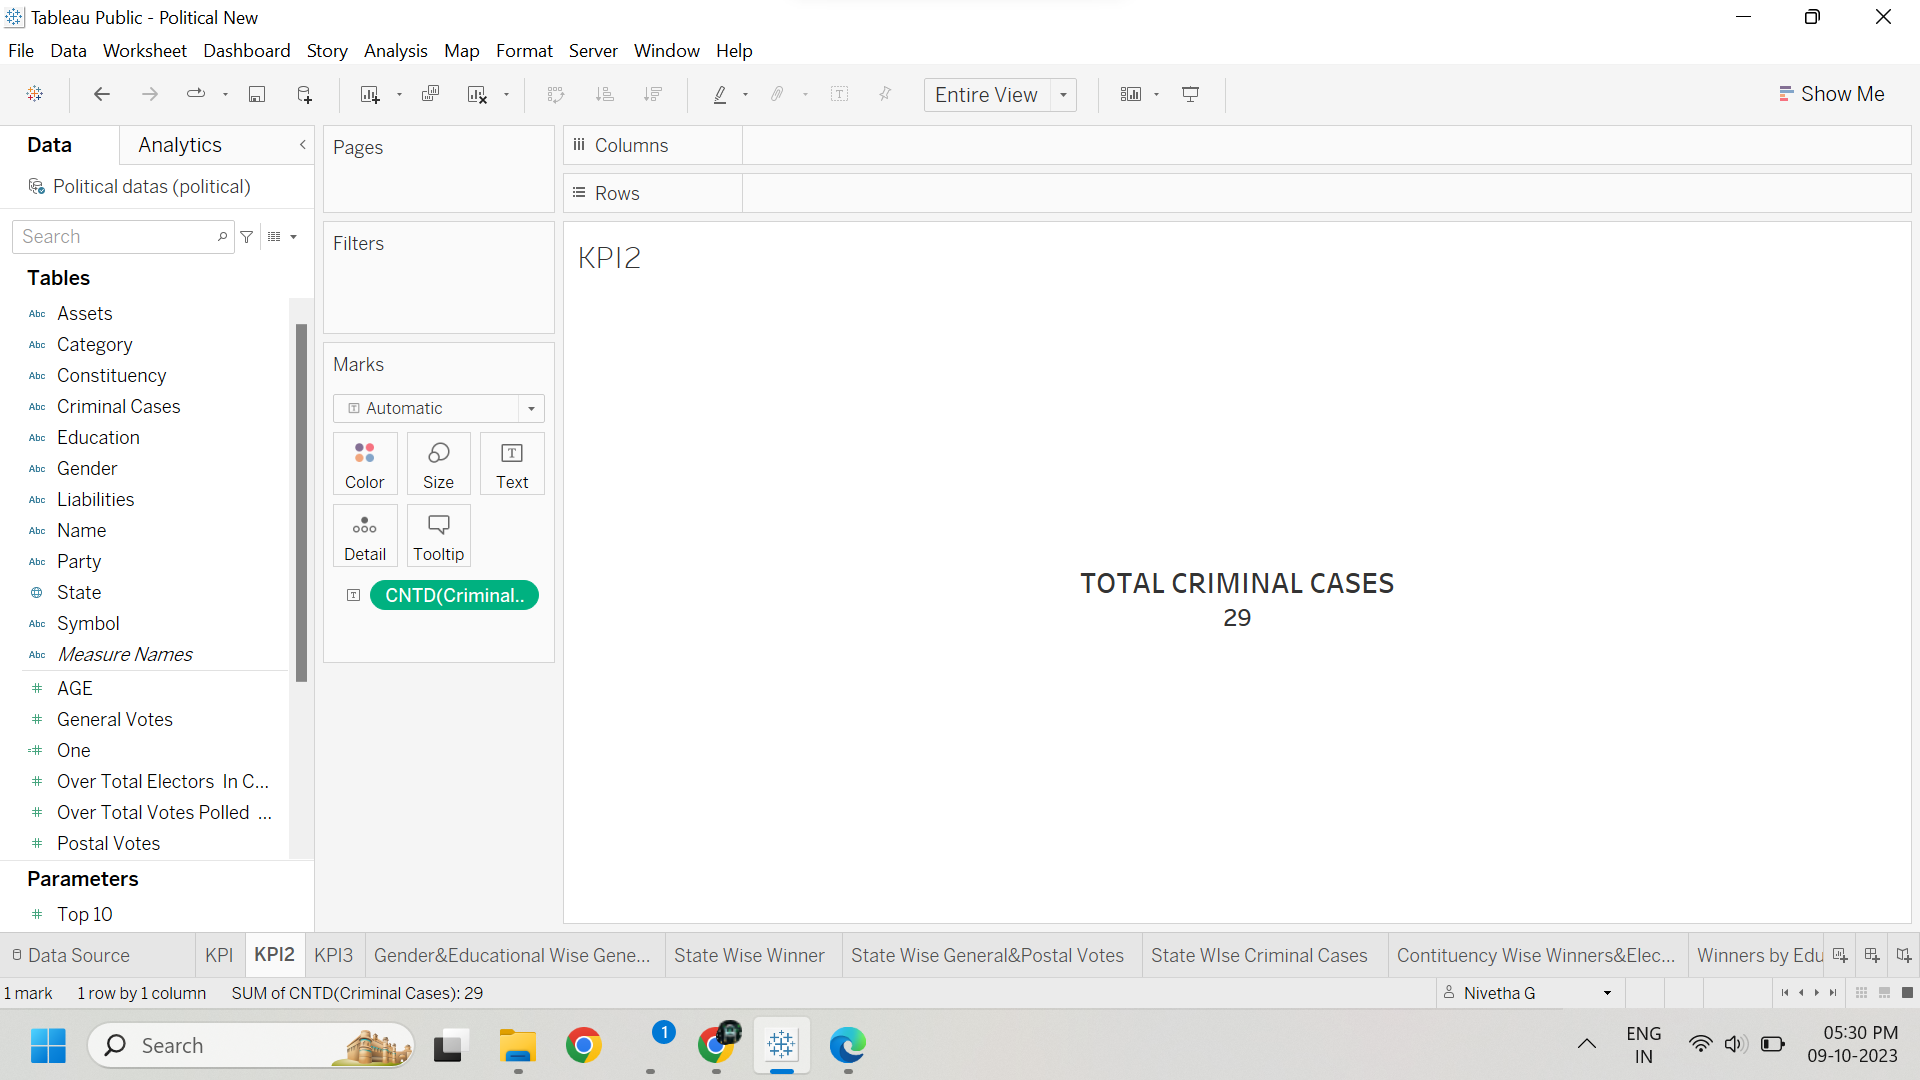 Tableau Public - Political New
File Data Worksheet Dashboard Story Analysis Map Format Server Window Help
Entire View
Show Me
Data
Analytics
Political datas (political)
Search
Tables
Abc Assets
Abc Category
Abc Constituency
Abc Criminal Cases
Abc Education
Abc Gender
Abc Liabilities
Abc Name
Abc Party
State
Abc Symbol
Abc Measure Names
# AGE
# General Votes
=# One
# Over Total Electors In C...
# Over Total Votes Polled ...
# Postal Votes
Parameters
# Top 10
Pages
Filters
Marks
Automatic
Color
Size
Text
Detail
Tooltip
CNTD(Criminal..
Columns
Rows
KPI2
TOTAL CRIMINAL CASES
29
Data Source
KPI
KPI2
KPI3
Gender&Educational Wise Gene...
State Wise Winner
State Wise General&Postal Votes
State WIse Criminal Cases
Contituency Wise Winners&Elec...
Winners by Edu
1 mark
1 row by 1 column
SUM of CNTD(Criminal Cases): 29
Nivetha G
Search
1
ENG
IN
05:30 PM
09-10-2023